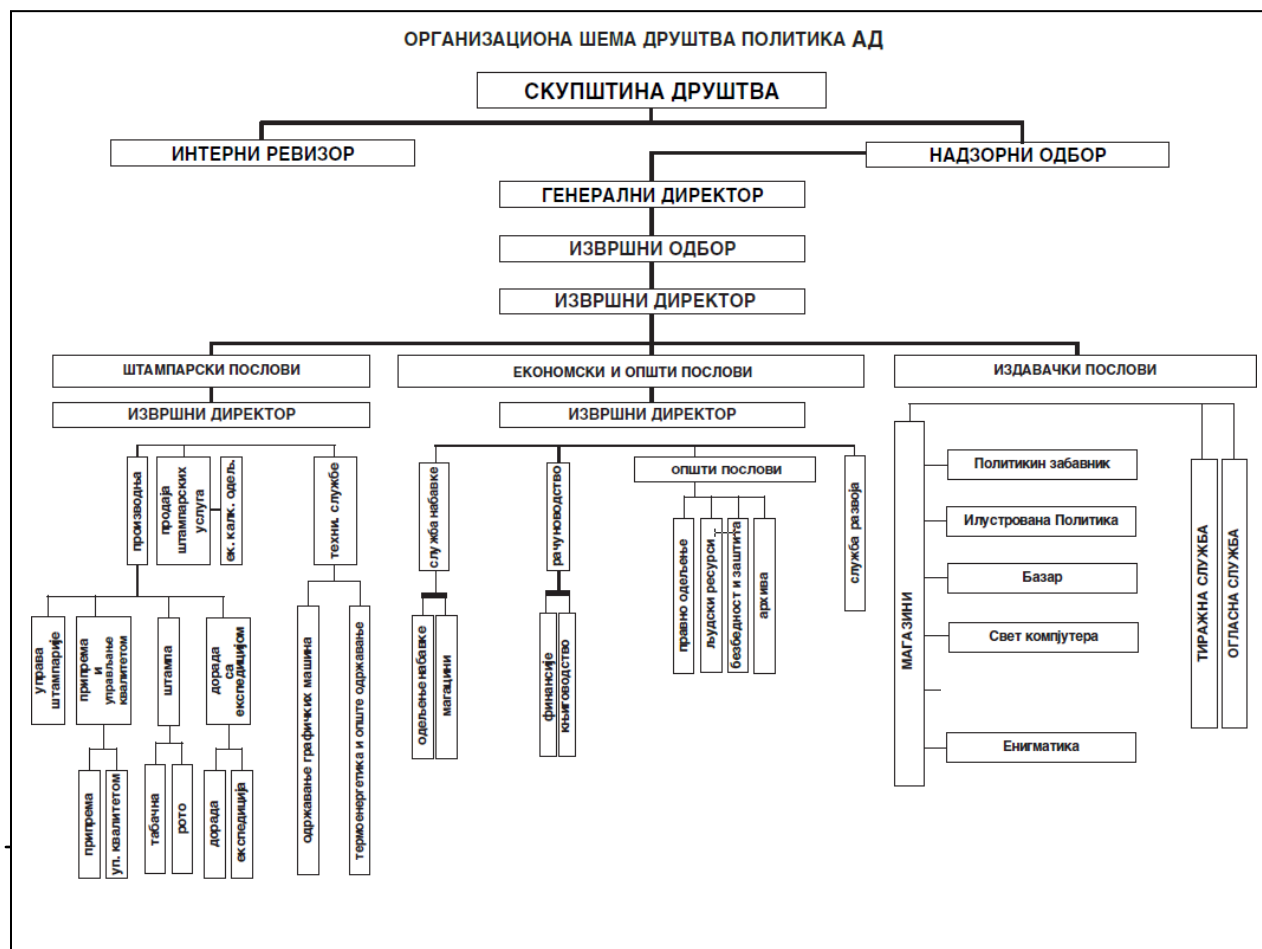 ОРГАНИЗАЦИОНА ШЕМА ДРУШТВА ПОЛИТИКА АД
СКУПШТИНА ДРУШТВА
ИНТЕРНИ РЕВИЗОР
НАДЗОРНИ ОДБОР
ГЕНЕРАЛНИ ДИРЕКТОР
ИЗВРШНИ ОДБОР
ИЗВРШНИ ДИРЕКТОР
ШТАМПАРСКИ ПОСЛОВИ
ЕКОНОМСКИ И ОПШТИ ПОСЛОВИ
ИЗДАВАЧКИ ПОСЛОВИ
ИЗВРШНИ ДИРЕКТОР
ИЗВРШНИ ДИРЕКТОР
производња
продаја
штампарских
услуга
ек. калк. одељ.
техни. службе
управа
штампарије
припрема
и
управљање
квалитетом
штампа
дорада
са
експедицијом
припрема
уп. квалитетом
табачна
рото
дорада
експедиција
одржавање графичких машина
термоенергетика и опште одржавање
служба набавке
рачуноводство
ОПШТИ ПОСЛОВИ
служба развоја
одељење набавке
магацини
финансије
књиговодство
правно одељење
људски ресурси
безбедност и заштита
архива
МАГАЗИНИ
Политикин забавник
Илустрована Политика
Базар
Свет компјутера
Енигматика
ТИРАЖНА СЛУЖБА
ОГЛАСНА СЛУЖБА